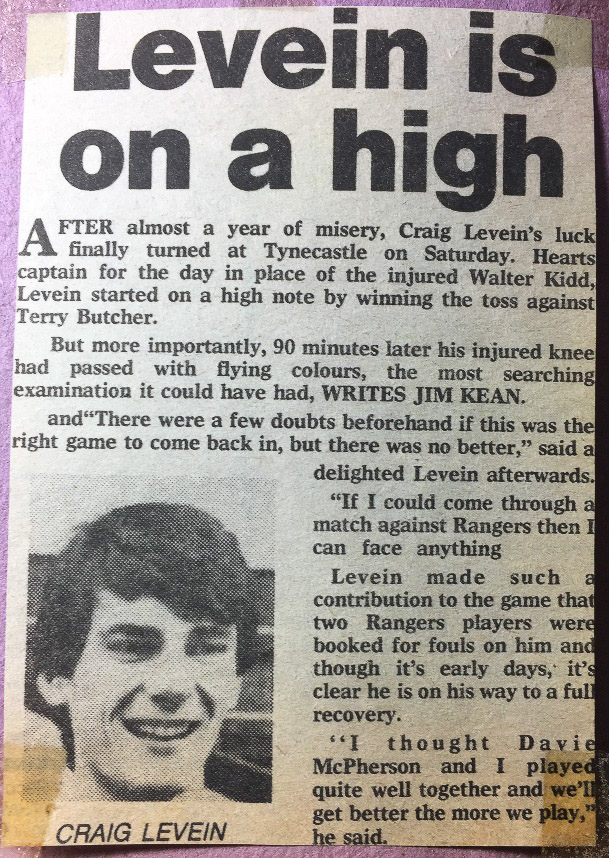 Levein is
on a high
AFTER almost a year of misery, Craig Levein's luck
finally turned at Tynecastle on Saturday. Hearts
captain for the day in place of the injured Walter Kidd,
Levein started on a high note by winning the toss against
Terry Butcher.
But more importantly, 90 minutes later his injured knee
had passed with flying colours, the most searching
examination it could have had, WRITES JIM KEAN.
and“There were a few doubts beforehand if this was the
right game to come back in, but there was no better,” said a
delighted Levein afterwards.
“If I could come through a
match against Rangers then I
can face anything
Levein made such a
contribution to the game that
two Rangers players were
booked for fouls on him and
though it's early days, it's
clear he is on his way to a full
recovery.
“I thought Davie
McPherson and I played
quite well together and we'll
get better the more we play,”
he said.
CRAIG LEVEIN